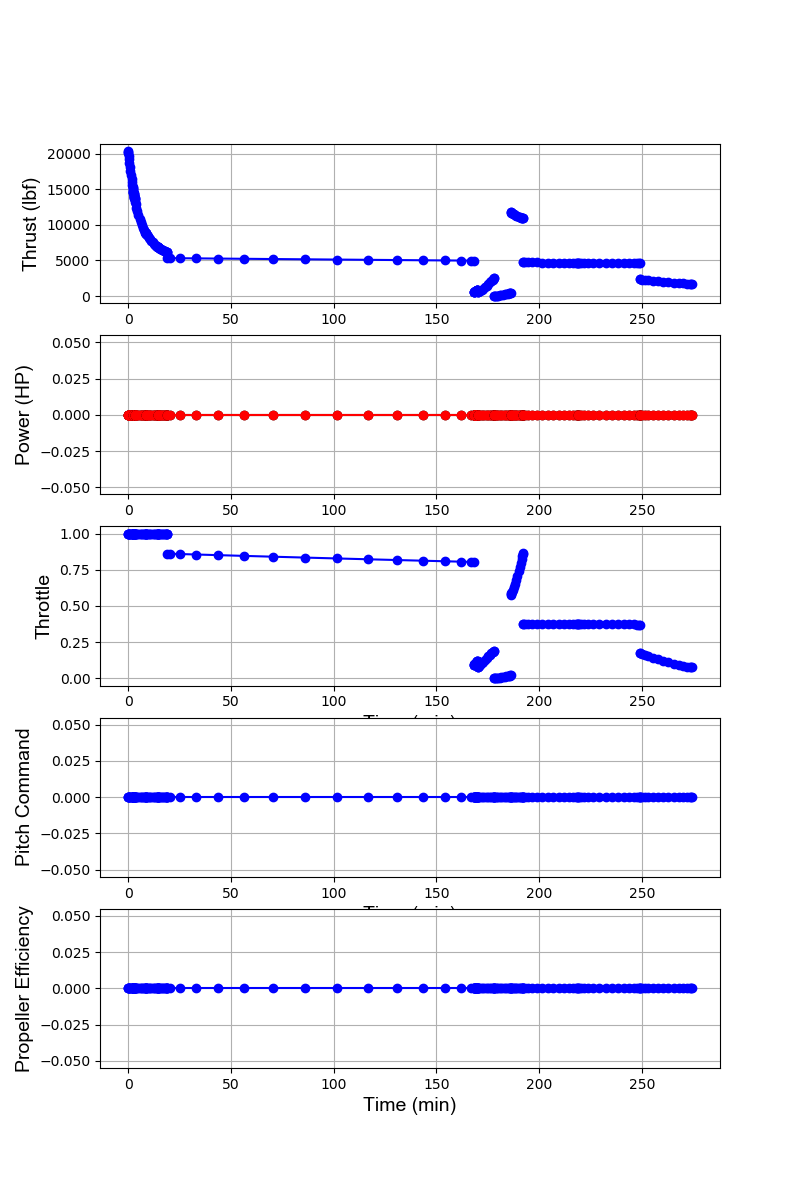 Thrust (lbf)
20000
15000
10000
5000
0
0 50 100 150 200 250
Power (HP)
0.050
0.025
0.000
−0.025
−0.050
0 50 100 150 200 250
Throttle
1.00
0.75
0.50
0.25
0.00
0 50 100 150 200 250
Time (min)
Pitch Command
0.050
0.025
0.000
−0.025
−0.050
0 50 100 150 200 250
Time (min)
Propeller Efficiency
0.050
0.025
0.000
−0.025
−0.050
0 50 100 150 200 250
Time (min)